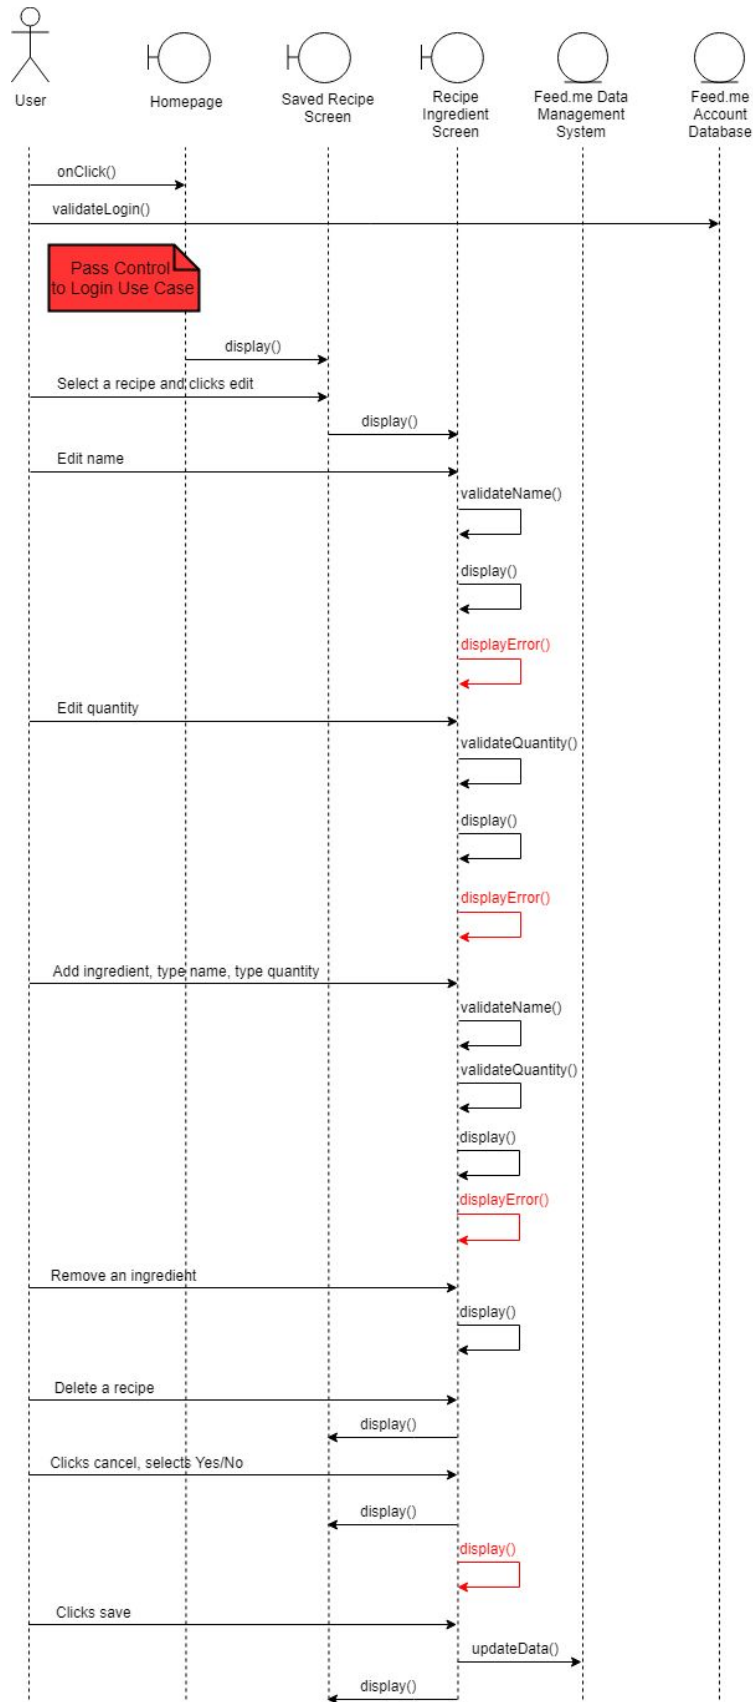 User
Homepage
Saved Recipe
Screen
Recipe
Ingredient
Screen
Feed.me Data
Management
System
Feed.me
Account
Database
onClick()
validateLogin()
Pass Control
to Login Use Case
display()
Select a recipe and clicks edit
display()
Edit name
validateName()
display()
displayError()
Edit quantity
validateQuantity()
display()
displayError()
Add ingredient, type name, type quantity
validateName()
validateQuantity()
display()
displayError()
Remove an ingredient
display()
Delete a recipe
display()
Clicks cancel, selects Yes/No
display()
display()
Clicks save
updateData()
display()